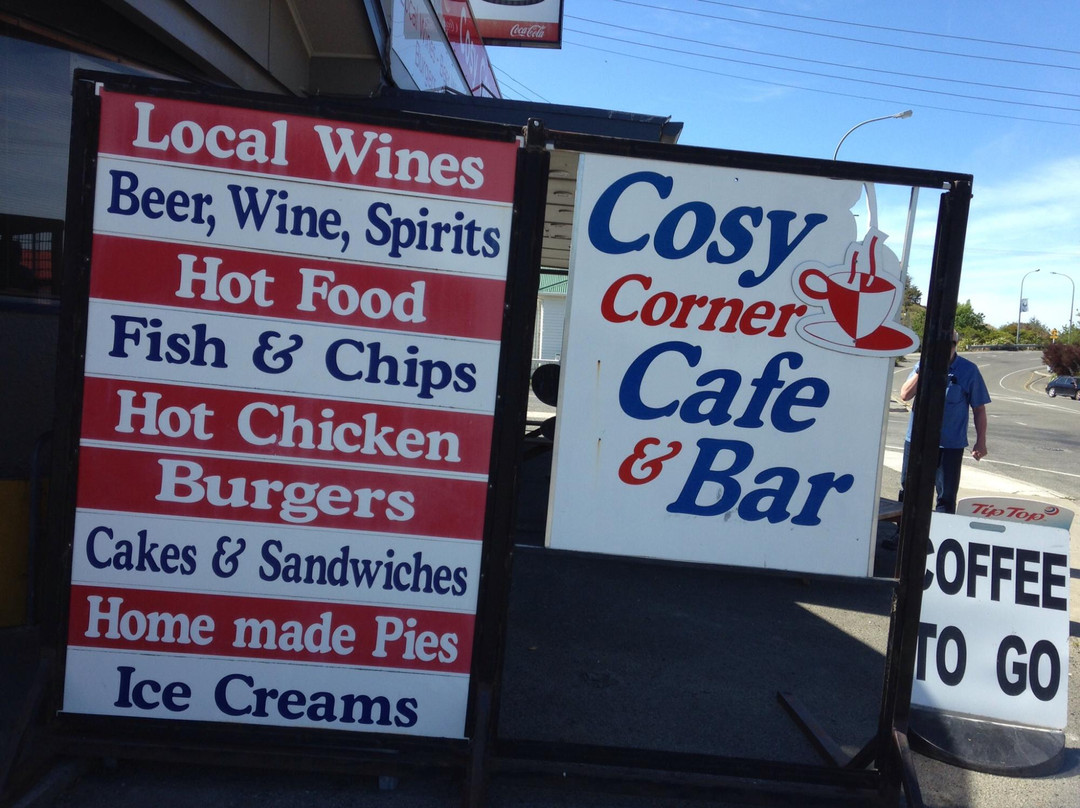 Coca-Cola
Local Wines
Beer, Wine, Spirits
Hot Food
Fish & Chips
Hot Chicken
Burgers
Cakes & Sandwiches
Home made Pies
Ice Creams
Cosy
Corner
Cafe
& Bar
Tip Top
COFFEE
TO GO